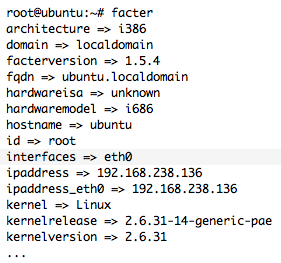 root@ubuntu:~# facter
architecture => i386
domain => localdomain
facterversion => 1.5.4
fqdn => ubuntu.localdomain
hardwareisa => unknown
hardwaremodel => i686
hostname => ubuntu
id => root
interfaces => eth0
ipaddress => 192.168.238.136
ipaddress_eth0 => 192.168.238.136
kernel => Linux
kernelrelease => 2.6.31-14-generic-pae
kernelversion => 2.6.31
...